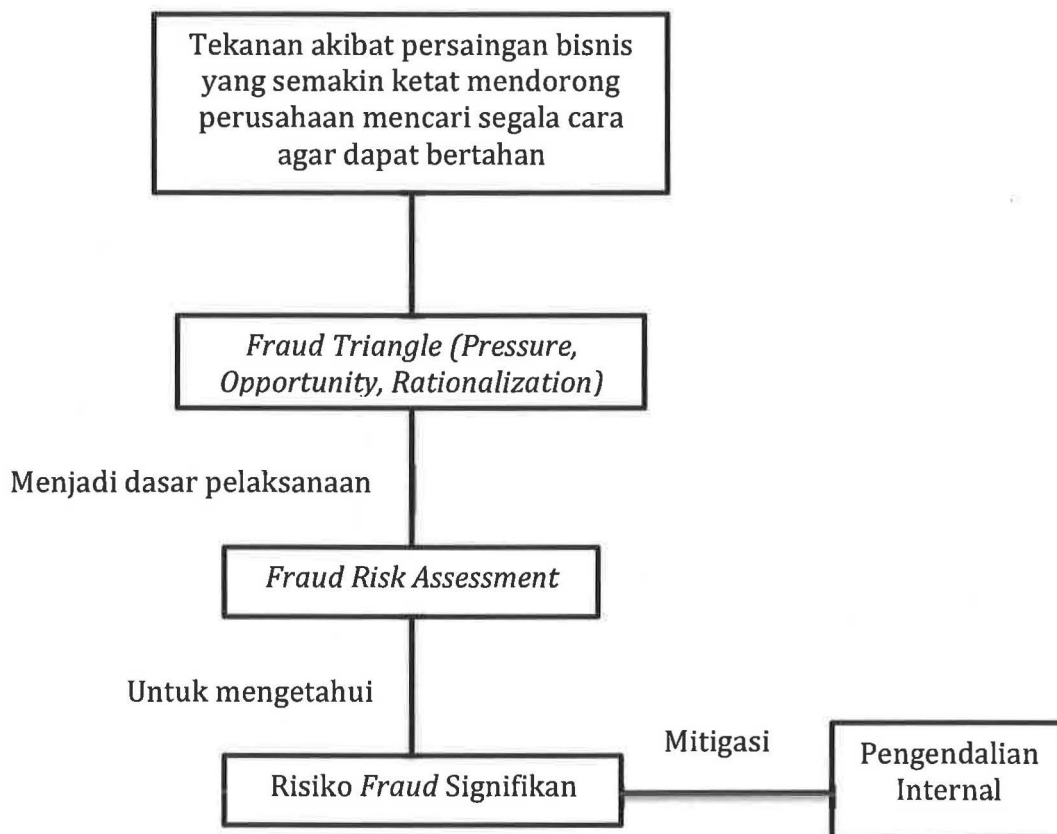 Tekanan akibat persaingan bisnis
yang semakin ketat mendorong
perusahaan mencari segala cara
agar dapat bertahan
Fraud Triangle (Pressure,
Opportunity, Rationalization)
Menjadi dasar pelaksanaan
Fraud Risk Assessment
Untuk mengetahui
Risiko Fraud Signifikan
Mitigasi
Pengendalian
Internal